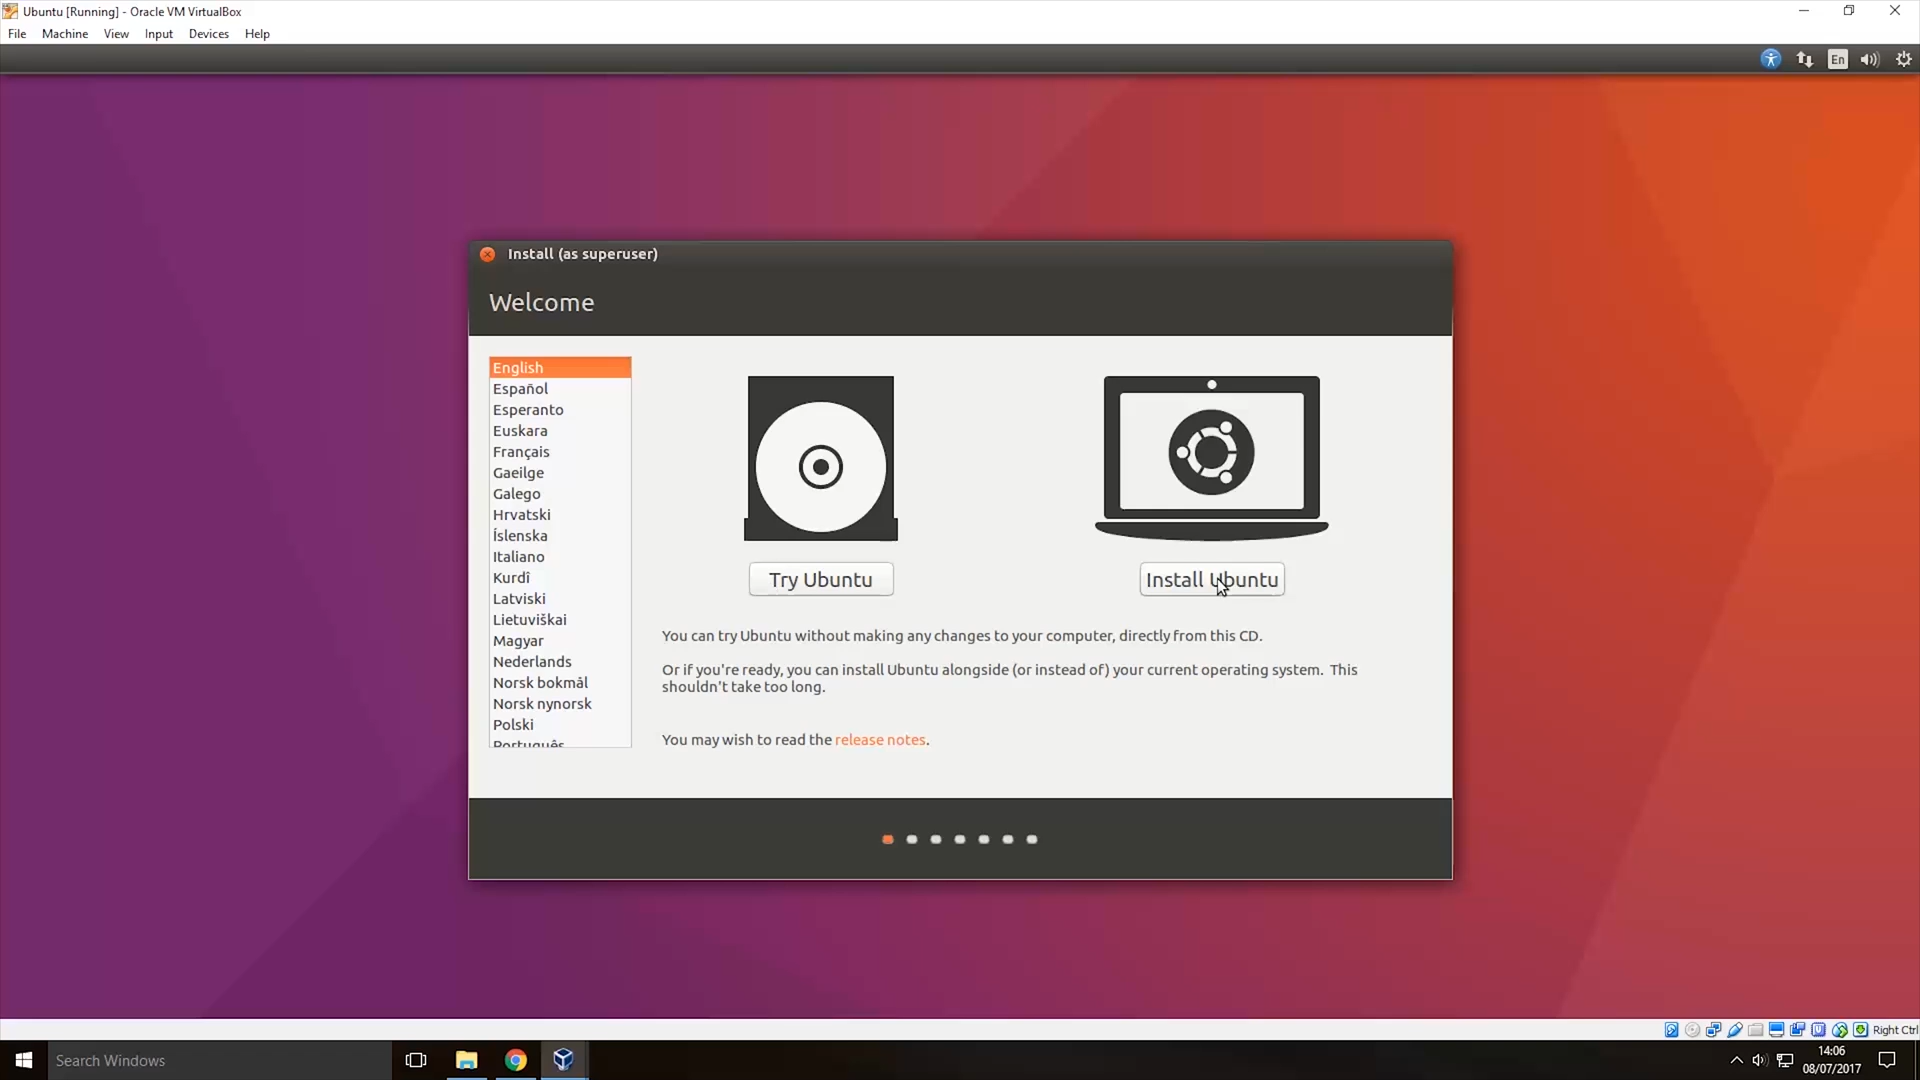 Ubuntu [Running] - Oracle VM VirtualBox
File Machine View Input Devices Help
En
Install (as superuser)
Welcome
English
Español
Esperanto
Euskara
Français
Gaeilge
Galego
Hrvatski
Íslenska
Italiano
Kurdî
Latviski
Lietuviškai
Magyar
Nederlands
Norsk bokmål
Norsk nynorsk
Polski
Português
Try Ubuntu
Install Ubuntu
You can try Ubuntu without making any changes to your computer, directly from this CD.
Or if you're ready, you can install Ubuntu alongside (or instead of) your current operating system. This
shouldn't take too long.
You may wish to read the release notes.
Right Ctrl
Search Windows
14:06
08/07/2017